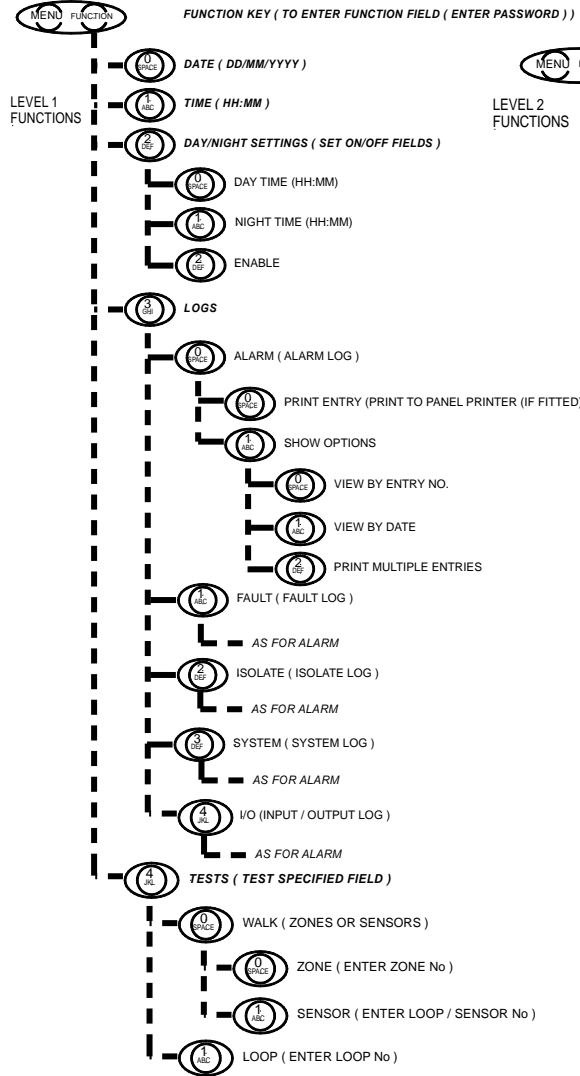 MENU FUNCTION FUNCTION KEY ( TO ENTER FUNCTION FIELD ( ENTER PASSWORD ) )
0 SPACE DATE ( DD/MM/YYYY )
MENU
LEVEL 1 FUNCTIONS
1 ABC TIME ( HH:MM )
LEVEL 2 FUNCTIONS
2 DEF DAY/NIGHT SETTINGS ( SET ON/OFF FIELDS )
0 SPACE DAY TIME (HH:MM)
1 ABC NIGHT TIME (HH:MM)
2 DEF ENABLE
3 GHI LOGS
0 SPACE ALARM ( ALARM LOG )
0 SPACE PRINT ENTRY (PRINT TO PANEL PRINTER (IF FITTED)
1 ABC SHOW OPTIONS
0 SPACE VIEW BY ENTRY NO.
1 ABC VIEW BY DATE
2 DEF PRINT MULTIPLE ENTRIES
1 ABC FAULT ( FAULT LOG )
AS FOR ALARM
2 DEF ISOLATE ( ISOLATE LOG )
AS FOR ALARM
3 DEF SYSTEM ( SYSTEM LOG )
AS FOR ALARM
4 JKL I/O (INPUT / OUTPUT LOG )
AS FOR ALARM
4 JKL TESTS ( TEST SPECIFIED FIELD )
0 SPACE WALK ( ZONES OR SENSORS )
0 SPACE ZONE ( ENTER ZONE No )
1 ABC SENSOR ( ENTER LOOP / SENSOR No )
1 ABC LOOP ( ENTER LOOP No )